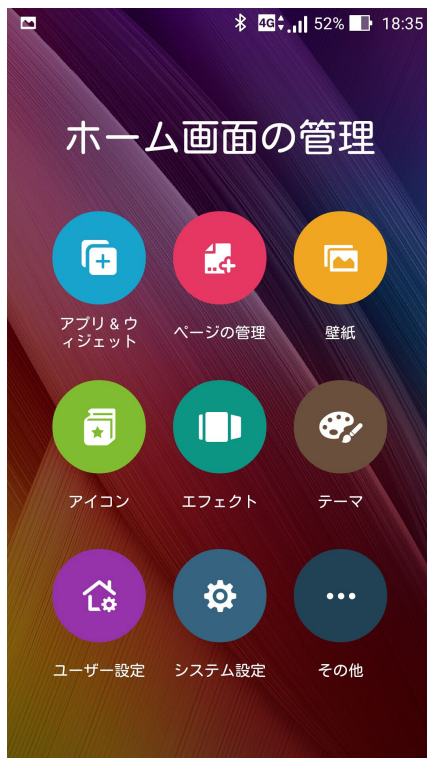 4G 52% 18:35
ホーム画面の管理
アプリ & ウ
ィジェット
ページの管理
壁紙
アイコン
エフェクト
テーマ
ユーザー設定
システム設定
その他